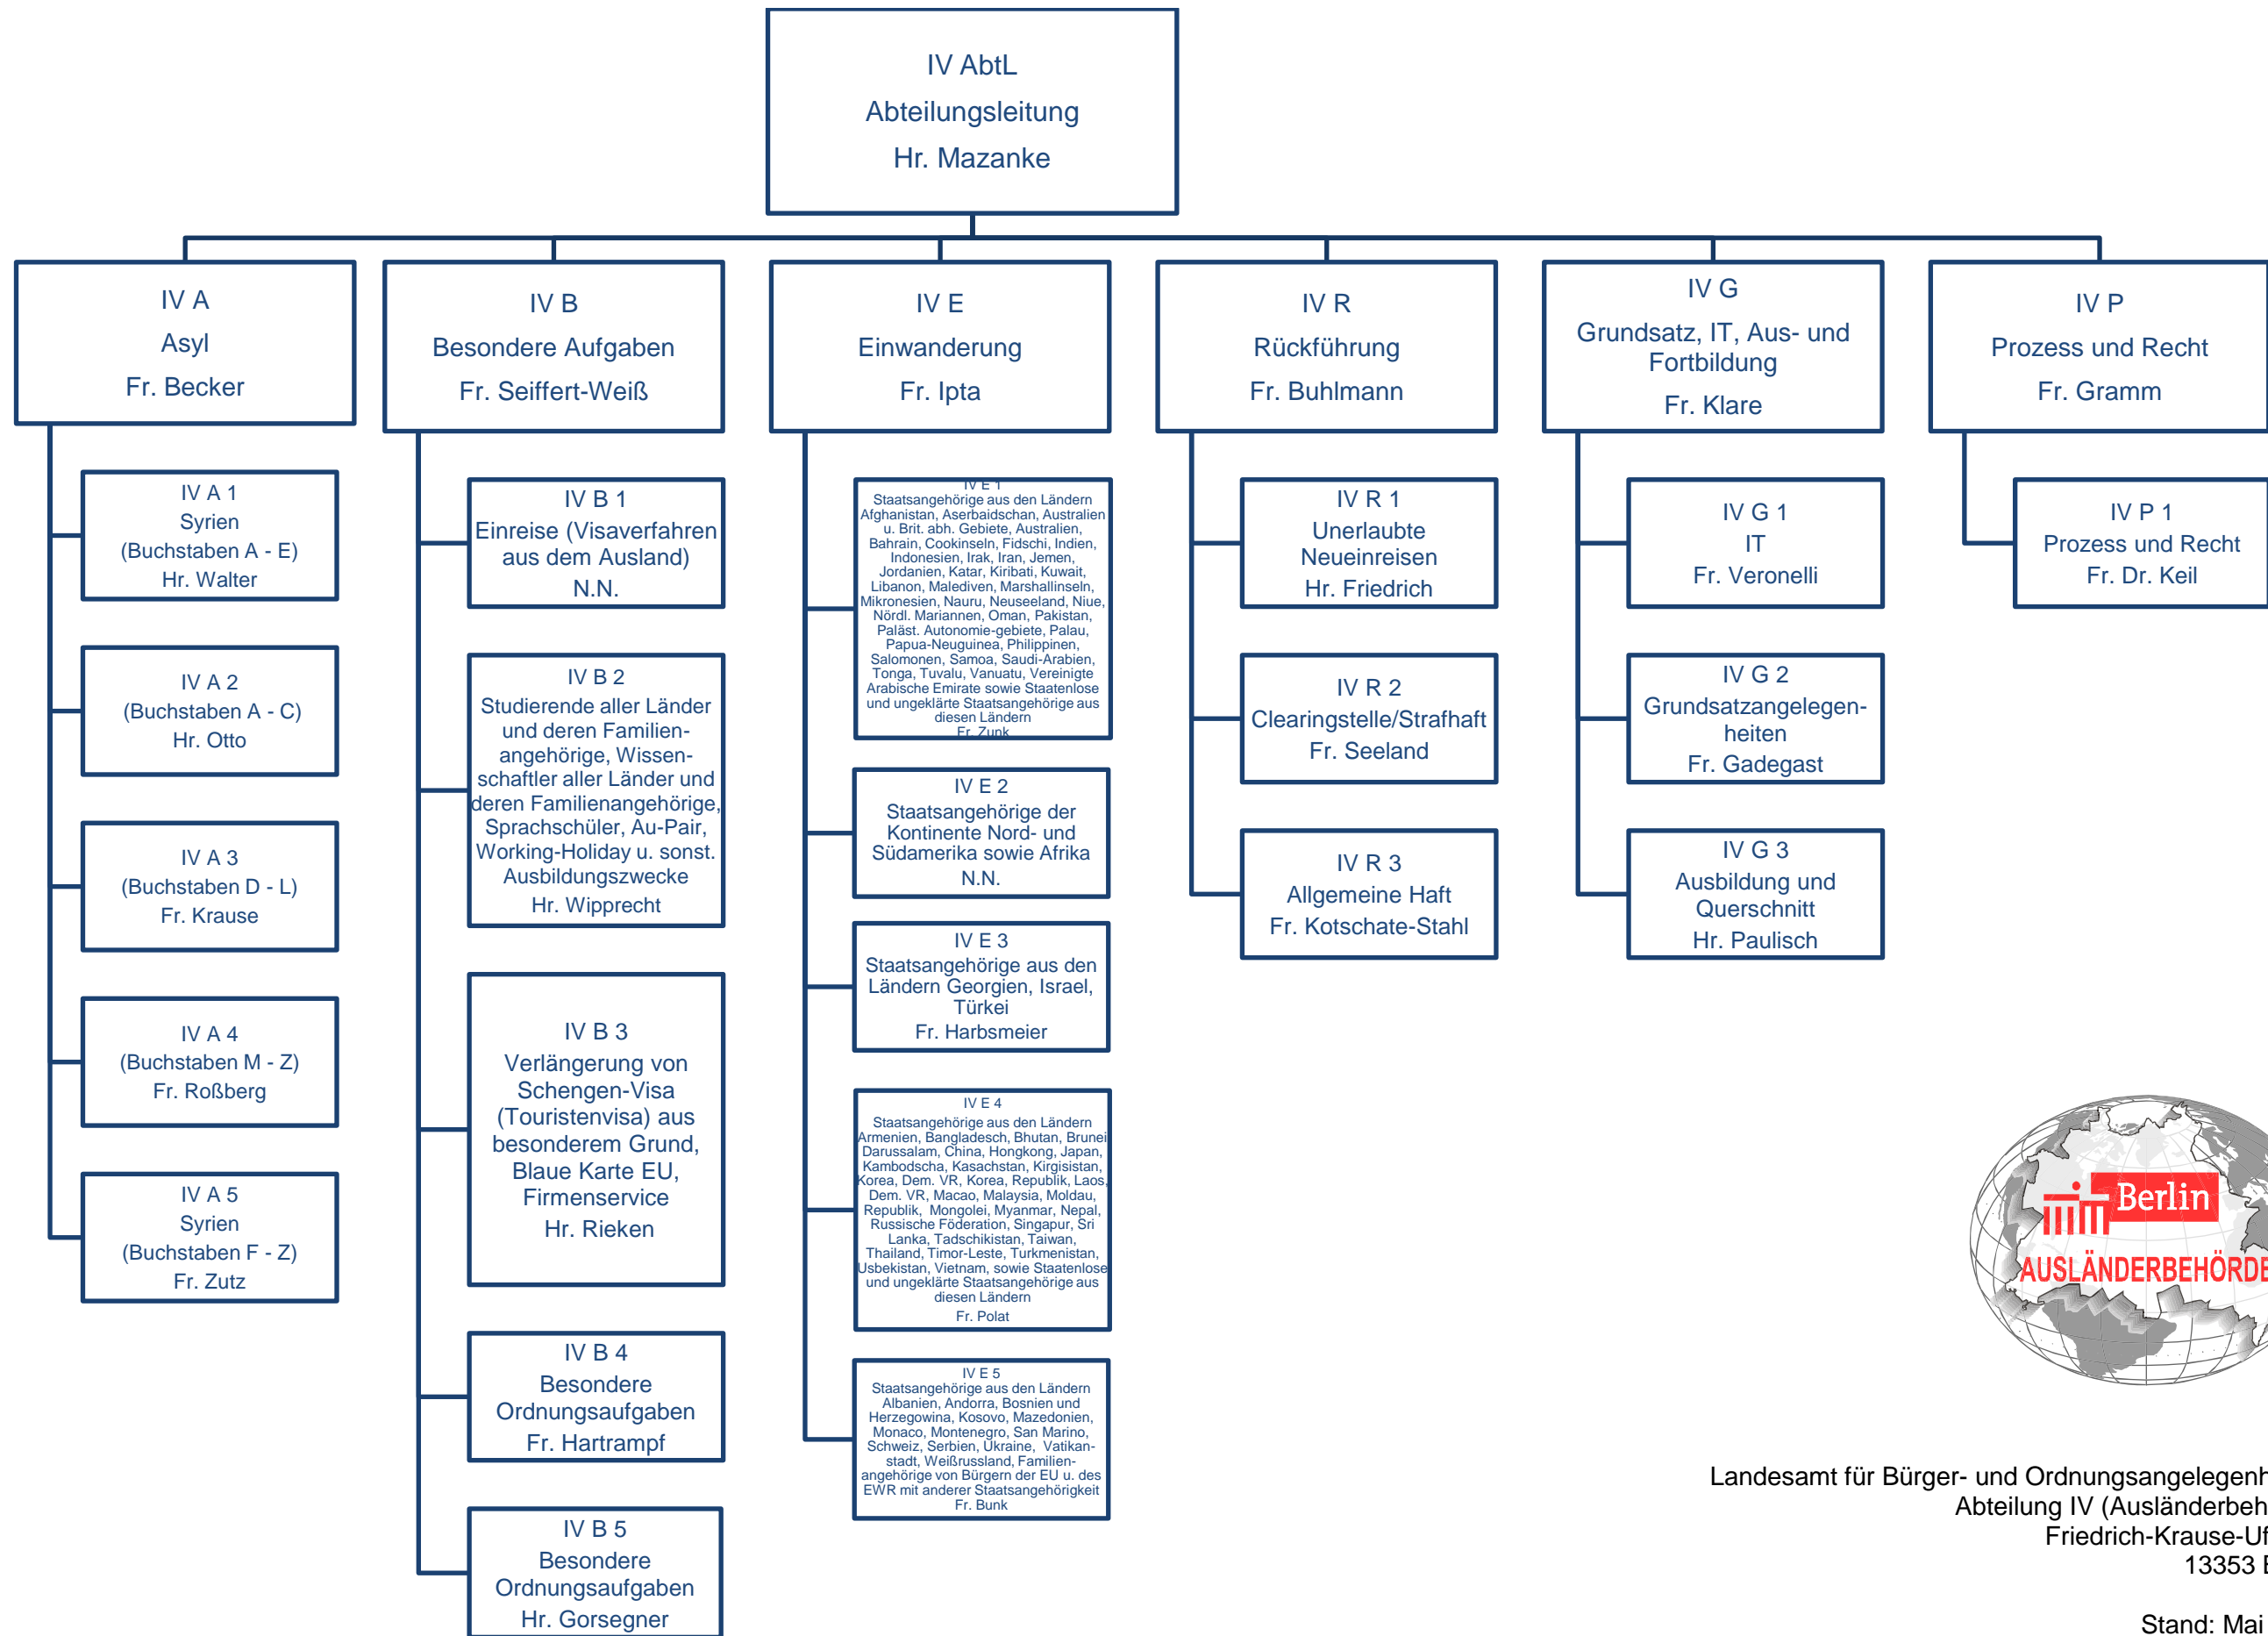 IV AbtL
Abteilungsleitung
Hr. Mazanke
IV A
Asyl
Fr. Becker
IV A 1
Syrien
(Buchstaben A - E)
Hr. Walter
IV A 2
(Buchstaben A - C)
Hr. Otto
IV A 3
(Buchstaben D - L)
Fr. Krause
IV A 4
(Buchstaben M - Z)
Fr. Roßberg
IV A 5
Syrien
(Buchstaben F - Z)
Fr. Zutz
IV B
Besondere Aufgaben
Fr. Seiffert-Weiß
IV B 1
Einreise (Visaverfahren
aus dem Ausland)
N.N.
IV B 2
Studierende aller Länder
und deren Familien-
angehörige, Wissen-
schaftler aller Länder und
deren Familienangehörige,
Sprachschüler, Au-Pair,
Working-Holiday u. sonst.
Ausbildungszwecke
Hr. Wipprecht
IV B 3
Verlängerung von
Schengen-Visa
(Touristenvisa) aus
besonderem Grund,
Blaue Karte EU,
Firmenservice
Hr. Rieken
IV B 4
Besondere
Ordnungsaufgaben
Fr. Hartrampf
IV B 5
Besondere
Ordnungsaufgaben
Hr. Gorsegner
IV E
Einwanderung
Fr. Ipta
IV E 1
Staatsangehörige aus den Ländern
Afghanistan, Aserbaidschan, Australien
u. Brit. abh. Gebiete, Australien,
Bahrain, Cookinseln, Fidschi, Indien,
Indonesien, Irak, Iran, Jemen,
Jordanien, Katar, Kiribati, Kuwait,
Libanon, Malediven, Marshallinseln,
Mikronesien, Nauru, Neuseeland, Niue,
Nördl. Mariannen, Oman, Pakistan,
Paläst. Autonomie-gebiete, Palau,
Papua-Neuguinea, Philippinen,
Salomonen, Samoa, Saudi-Arabien,
Tonga, Tuvalu, Vanuatu, Vereinigte
Arabische Emirate sowie Staatenlose
und ungeklärte Staatsangehörige aus
diesen Ländern
Fr. Zunk
IV E 2
Staatsangehörige der
Kontinente Nord- und
Südamerika sowie Afrika
N.N.
IV E 3
Staatsangehörige aus den
Ländern Georgien, Israel,
Türkei
Fr. Harbsmeier
IV E 4
Staatsangehörige aus den Ländern
Armenien, Bangladesch, Bhutan, Brunei
Darussalam, China, Hongkong, Japan,
Kambodscha, Kasachstan, Kirgisistan,
Korea, Dem. VR, Korea, Republik, Laos,
Dem. VR, Macao, Malaysia, Moldau,
Republik, Mongolei, Myanmar, Nepal,
Russische Föderation, Singapur, Sri
Lanka, Tadschikistan, Taiwan,
Thailand, Timor-Leste, Turkmenistan,
Usbekistan, Vietnam, sowie Staatenlose
und ungeklärte Staatsangehörige aus
diesen Ländern
Fr. Polat
IV E 5
Staatsangehörige aus den Ländern
Albanien, Andorra, Bosnien und
Herzegowina, Kosovo, Mazedonien,
Monaco, Montenegro, San Marino,
Schweiz, Serbien, Ukraine, Vatikan-
stadt, Weißrussland, Familien-
angehörige von Bürgern der EU u. des
EWR mit anderer Staatsangehörigkeit
Fr. Bunk
IV R
Rückführung
Fr. Buhlmann
IV R 1
Unerlaubte
Neueinreisen
Hr. Friedrich
IV R 2
Clearingstelle/Strafhaft
Fr. Seeland
IV R 3
Allgemeine Haft
Fr. Kotschate-Stahl
IV G
Grundsatz, IT, Aus- und
Fortbildung
Fr. Klare
IV G 1
IT
Fr. Veronelli
IV G 2
Grundsatzangelegen-
heiten
Fr. Gadegast
IV G 3
Ausbildung und
Querschnitt
Hr. Paulisch
IV P
Prozess und Recht
Fr. Gramm
IV P 1
Prozess und Recht
Fr. Dr. Keil
Berlin
AUSLÄNDERBEHÖRDE
Landesamt für Bürger- und Ordnungsangelegenh
Abteilung IV (Ausländerbeh
Friedrich-Krause-Uf
13353
Stand: Mai